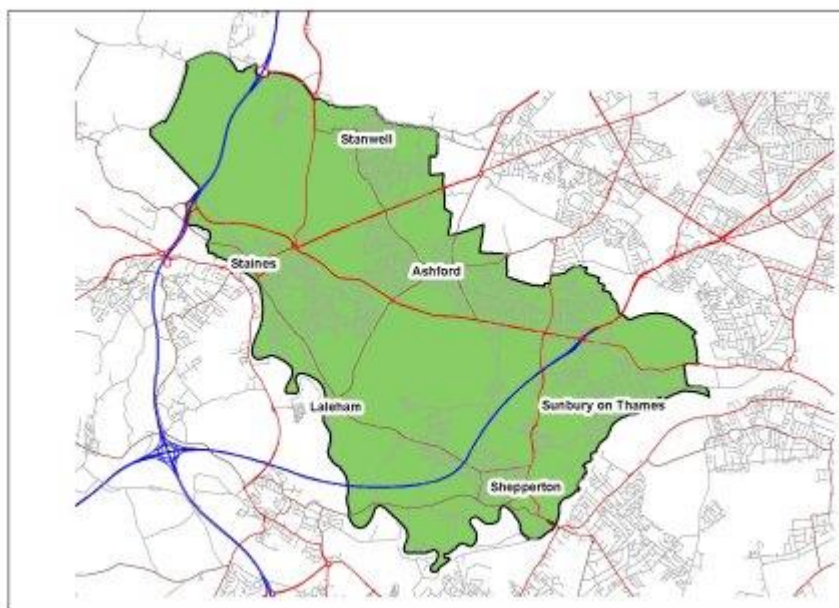 Stanwell
Staines
Ashford
Laleham
Sunbury on Thames
Shepperton